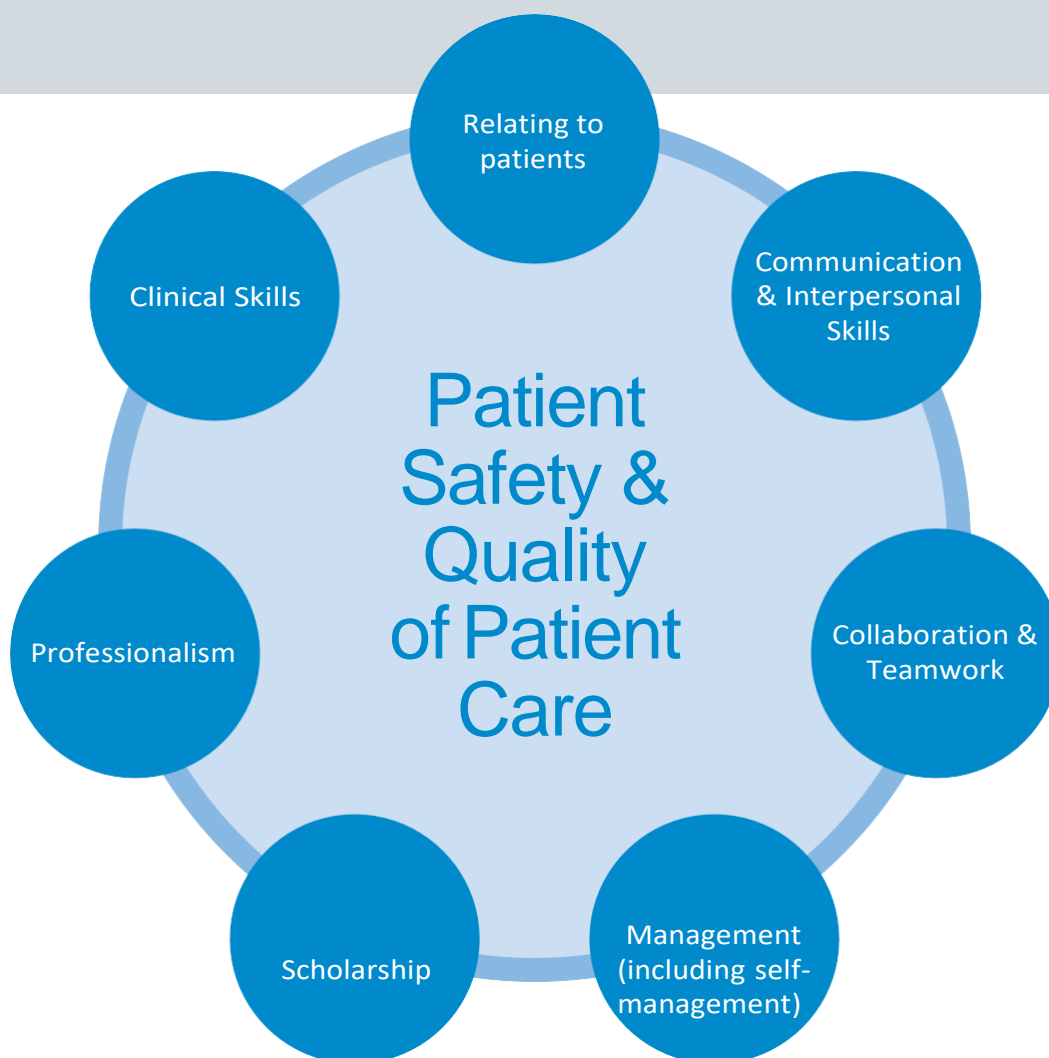 Relating to
patients
Communication
& Interpersonal
Skills
Clinical Skills
Patient
Safety &
Quality
of Patient
Care
Collaboration &
Teamwork
Professionalism
Management
(including self-
management)
Scholarship